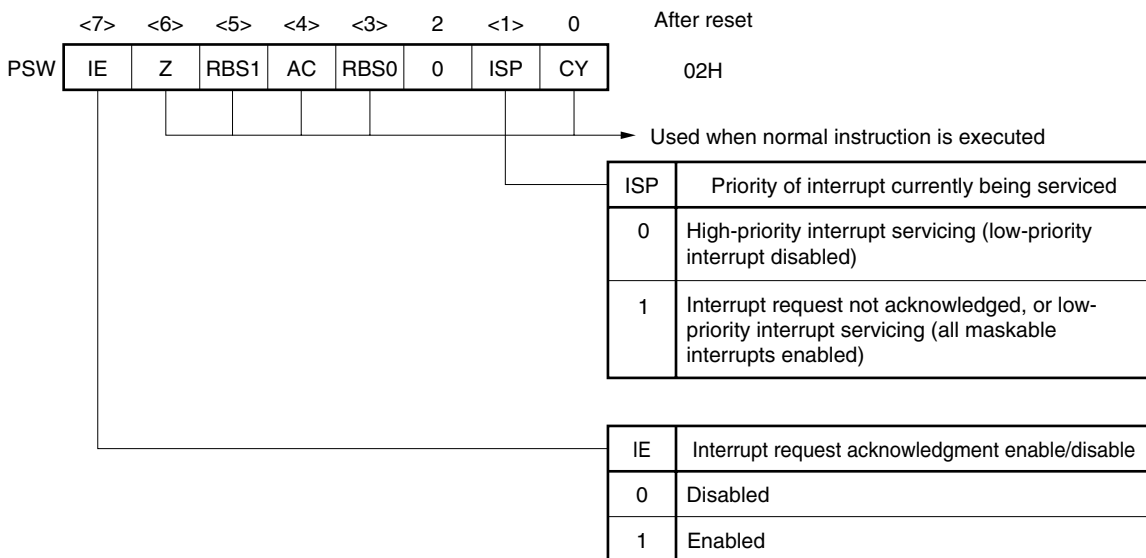 <7> <6> <5> <4> <3> 2 <1> 0 After reset
PSW IE Z RBS1 AC RBS0 0 ISP CY 02H
Used when normal instruction is executed
ISP Priority of interrupt currently being serviced
0 High-priority interrupt servicing (low-priority
interrupt disabled)
1 Interrupt request not acknowledged, or low-
priority interrupt servicing (all maskable
interrupts enabled)
IE Interrupt request acknowledgment enable/disable
0 Disabled
1 Enabled